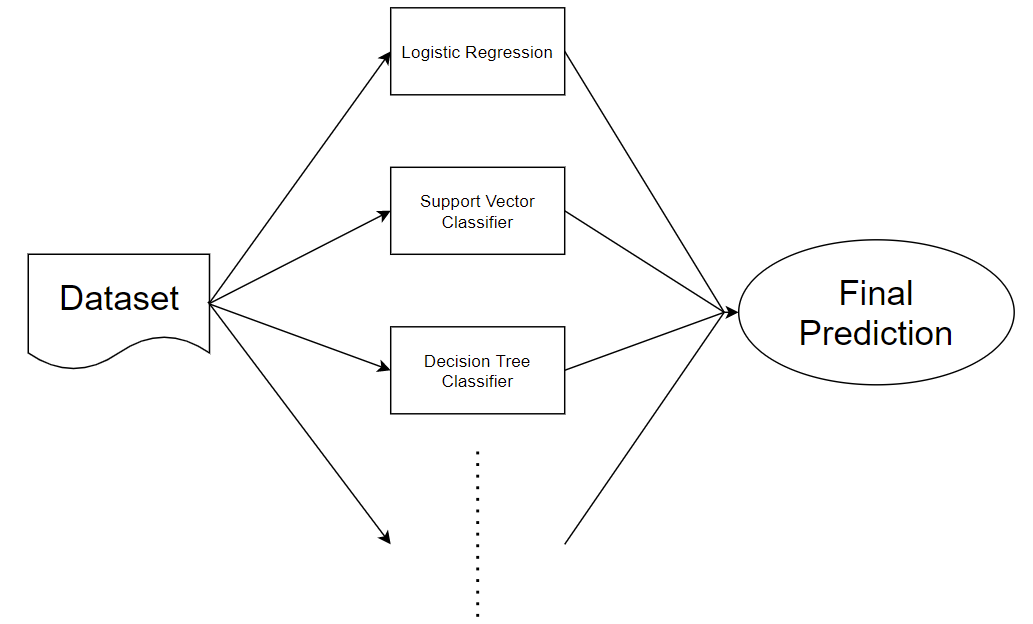 Logistic Regression
Support Vector
Classifier
Dataset
Final
Prediction
Decision Tree
Classifier